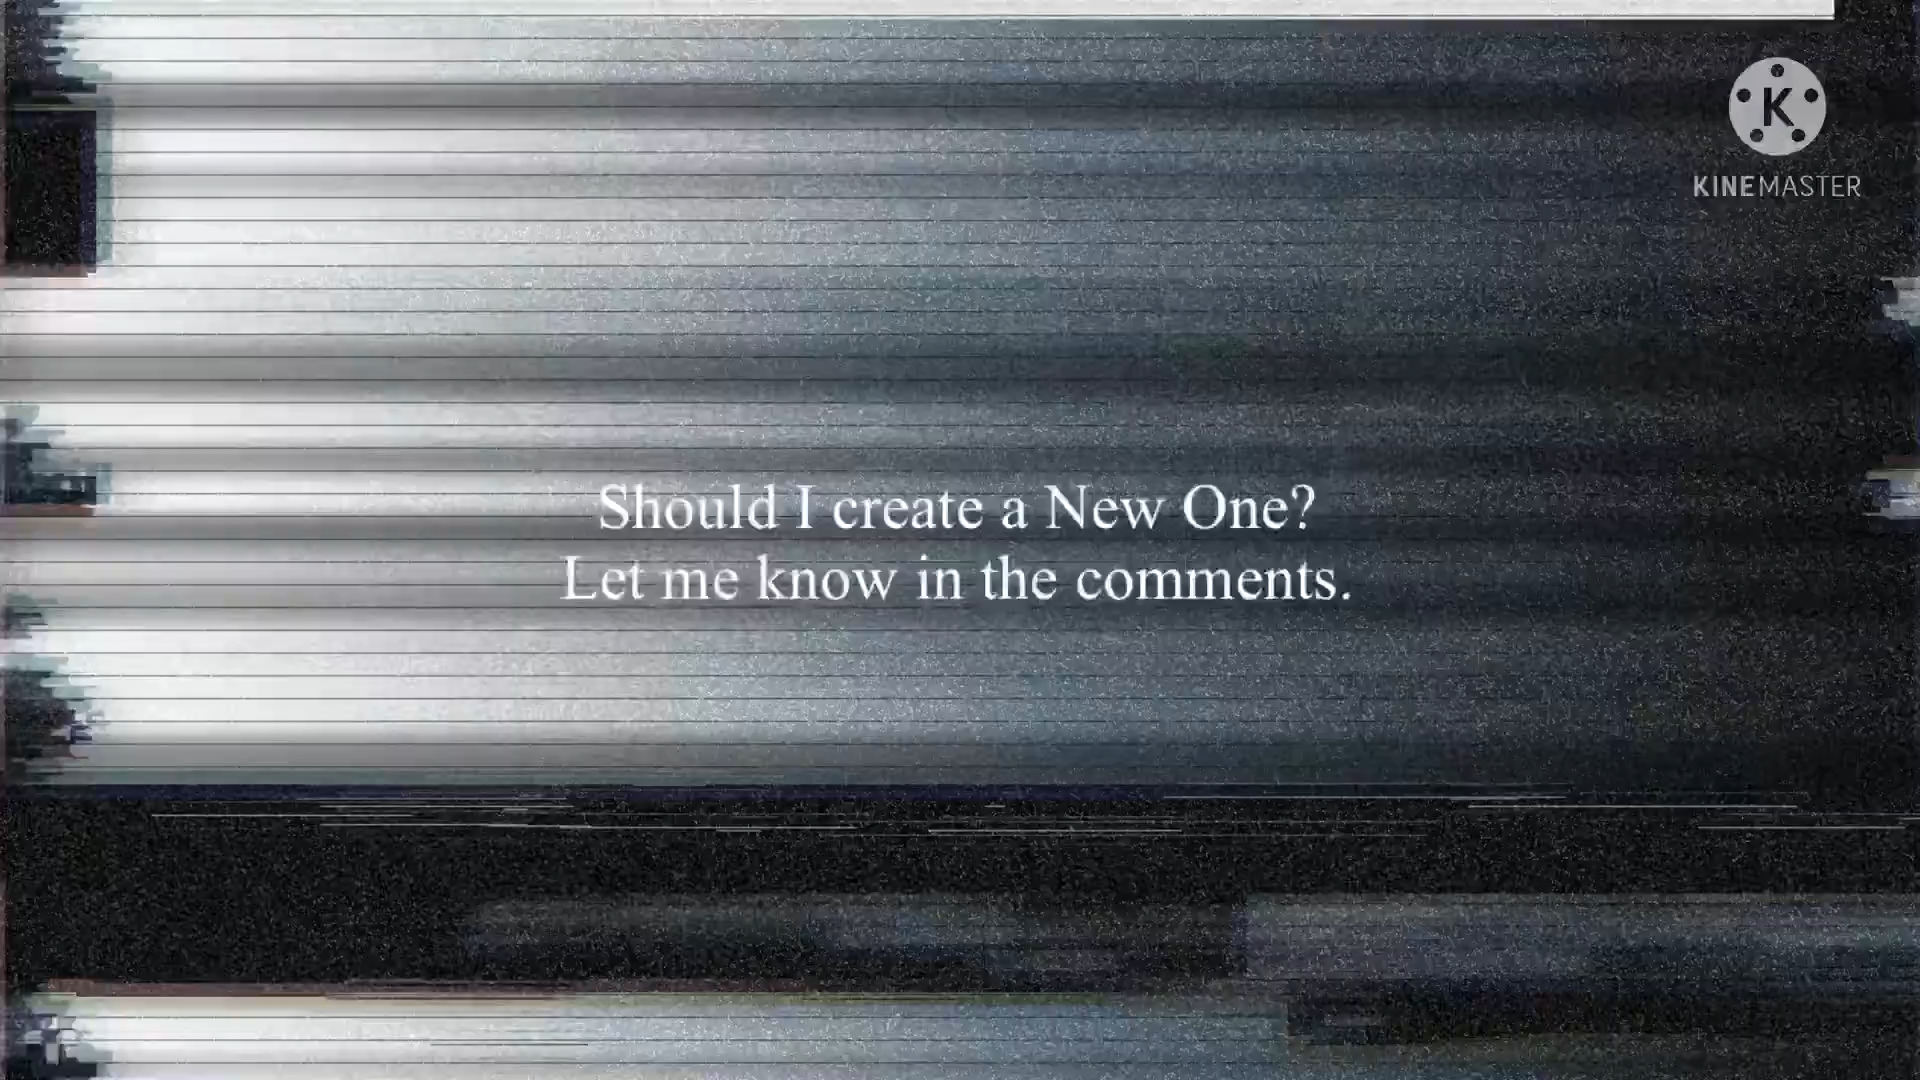 K
KINEMASTER
Should I create a New One?
Let me know in the comments.